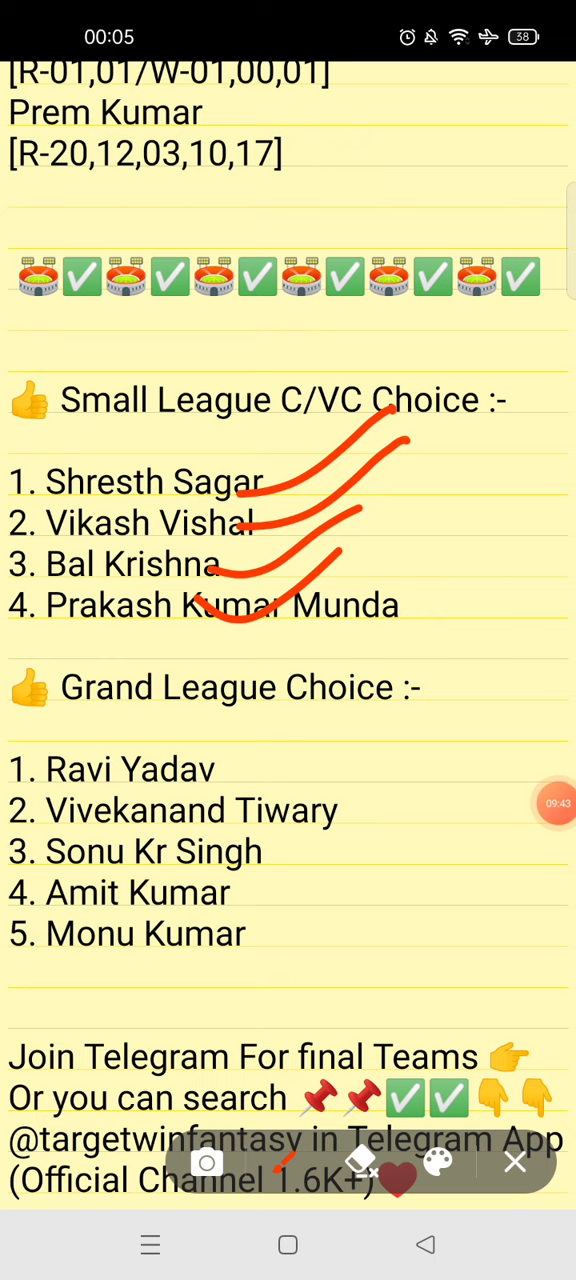 00:05
38
[R-01,01/W-01,00,01]
Prem Kumar
[R-20,12,03,10,17]
Small League C/VC Choice :-
1. Shresth Sagar
2. Vikash Vishal
3. Bal Krishna
4. Prakash Kumar Munda
Grand League Choice :-
1. Ravi Yadav
2. Vivekanand Tiwary
3. Sonu Kr Singh
09:43
4. Amit Kumar
5. Monu Kumar
Join Telegram For final Teams
Or you can search
@targetwinfantasy in Telegram App
(Official Channel 1.6K+)